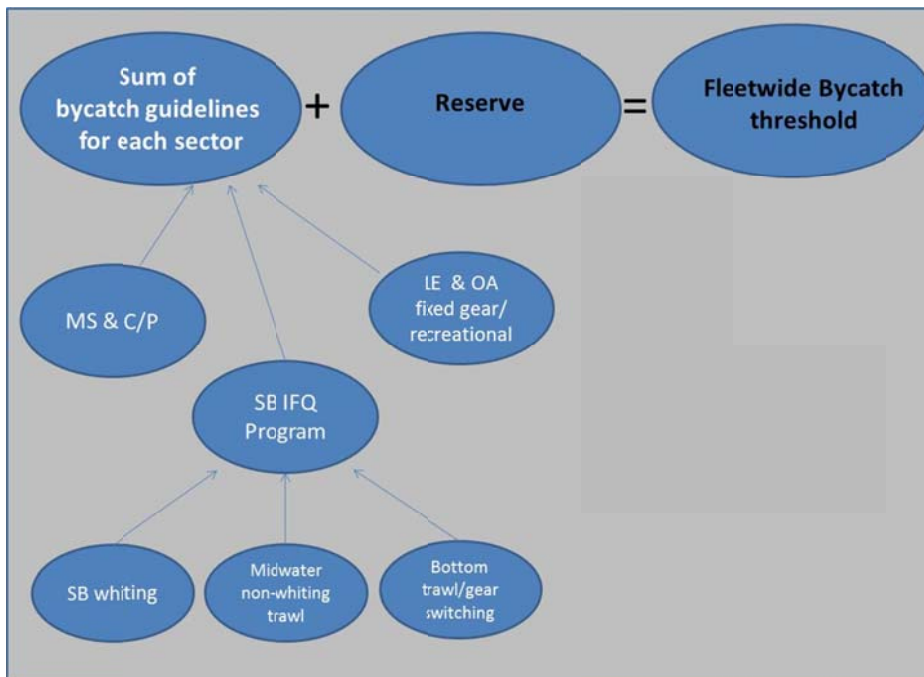 Sum of
bycatch guidelines
for each sector
+
Reserve
=
Fleetwide Bycatch
threshold
MS & C/P
LE & OA
fixed gear/
recreational
SB IFQ
Program
SB whiting
Midwater
non-whiting
trawl
Bottom
trawl/gear
switching